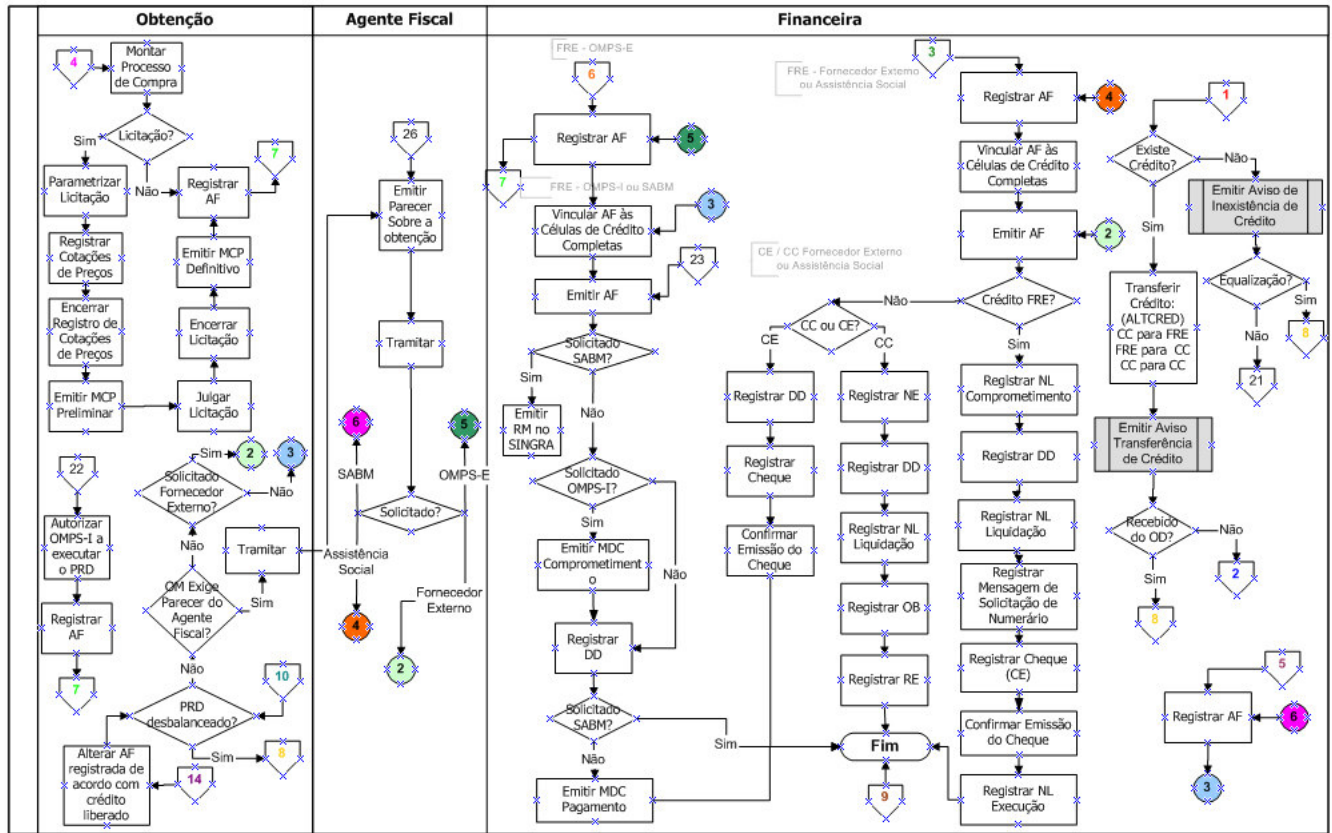 Obtenção
Agente Fiscal
Financeira
4
Montar
Processo
de Compra
Licitação?
Sim
Não
7
Parametrizar
Licitação
Registrar
AF
Registrar
Cotações
de Preços
Emitir MCP
Definitivo
Encerrar
Registro de
Cotações
de Preços
Encerrar
Licitação
Emitir MCP
Preliminar
Julgar
Licitação
22
Solicitado
Fornecedor
Externo?
Sim
2
3
Não
Autorizar
OMPS-I a
executar
o PRD
Não
Tramitar
OM Exige
Parecer do
Agente
Fiscal?
Sim
Registrar
AF
Não
7
10
PRD
desbalanceado?
Sim
8
Alterar AF
registrada de
acordo com
crédito
liberado
14
26
Emitir
Parecer
Sobre a
obtenção
Tramitar
6
5
SABM
OMPS-E
Solicitado?
Assistência
Social
Fornecedor
Externo
4
2
FRE - OMPS-E
6
Registrar AF
5
7
FRE - OMPS-I ou SABM
Vincular AF às
Células de Crédito
Completas
3
23
Emitir AF
Solicitado
SABM?
Sim
Não
Emitir
RM no
SINGRA
Solicitado
OMPS-I?
Sim
Não
Emitir MDC
Comprometiment
o
Registrar
DD
Solicitado
SABM?
Sim
Não
Emitir MDC
Pagamento
FRE - Fornecedor Externo
ou Assistência Social
3
Registrar AF
4
Vincular AF às
Células de Crédito
Completas
CE / CC Fornecedor Externo
ou Assistência Social
Emitir AF
2
Crédito FRE?
Não
Sim
CC ou CE?
CE
CC
Registrar DD
Registrar
Cheque
Confirmar
Emissão do
Cheque
Registrar NE
Registrar DD
Registrar NL
Liquidação
Registrar OB
Registrar RE
Fim
9
Registrar NL
Comprometimento
Registrar DD
Registrar NL
Liquidação
Registrar
Mensagem de
Solicitação de
Numerário
Registrar Cheque
(CE)
Confirmar Emissão
do Cheque
Registrar NL
Execução
1
Existe
Crédito?
Não
Sim
Emitir Aviso de
Inexistência de
Crédito
Equalização?
Sim
8
Não
21
Transferir
Crédito:
(ALTCRED)
CC para FRE
FRE para CC
CC para CC
Emitir Aviso
Transferência
de Crédito
Recebido
do OD?
Não
2
Sim
8
5
Registrar AF
6
3